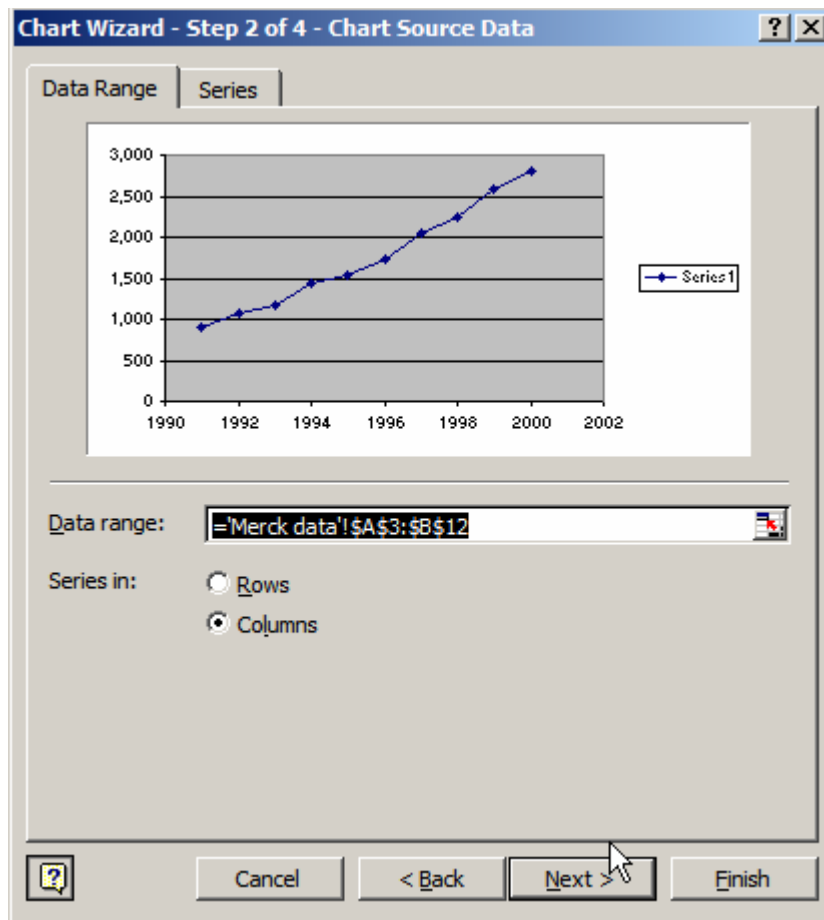 Chart Wizard - Step 2 of 4 - Chart Source Data
Data Range
Series
3,000
2,500
2,000
1,500
1,000
500
0
1990 1992 1994 1996 1998 2000 2002
Series1
Data range:
='Merck data'!$A$3:$B$12
Series in:
Rows
Columns
Cancel
< Back
Next >
Finish